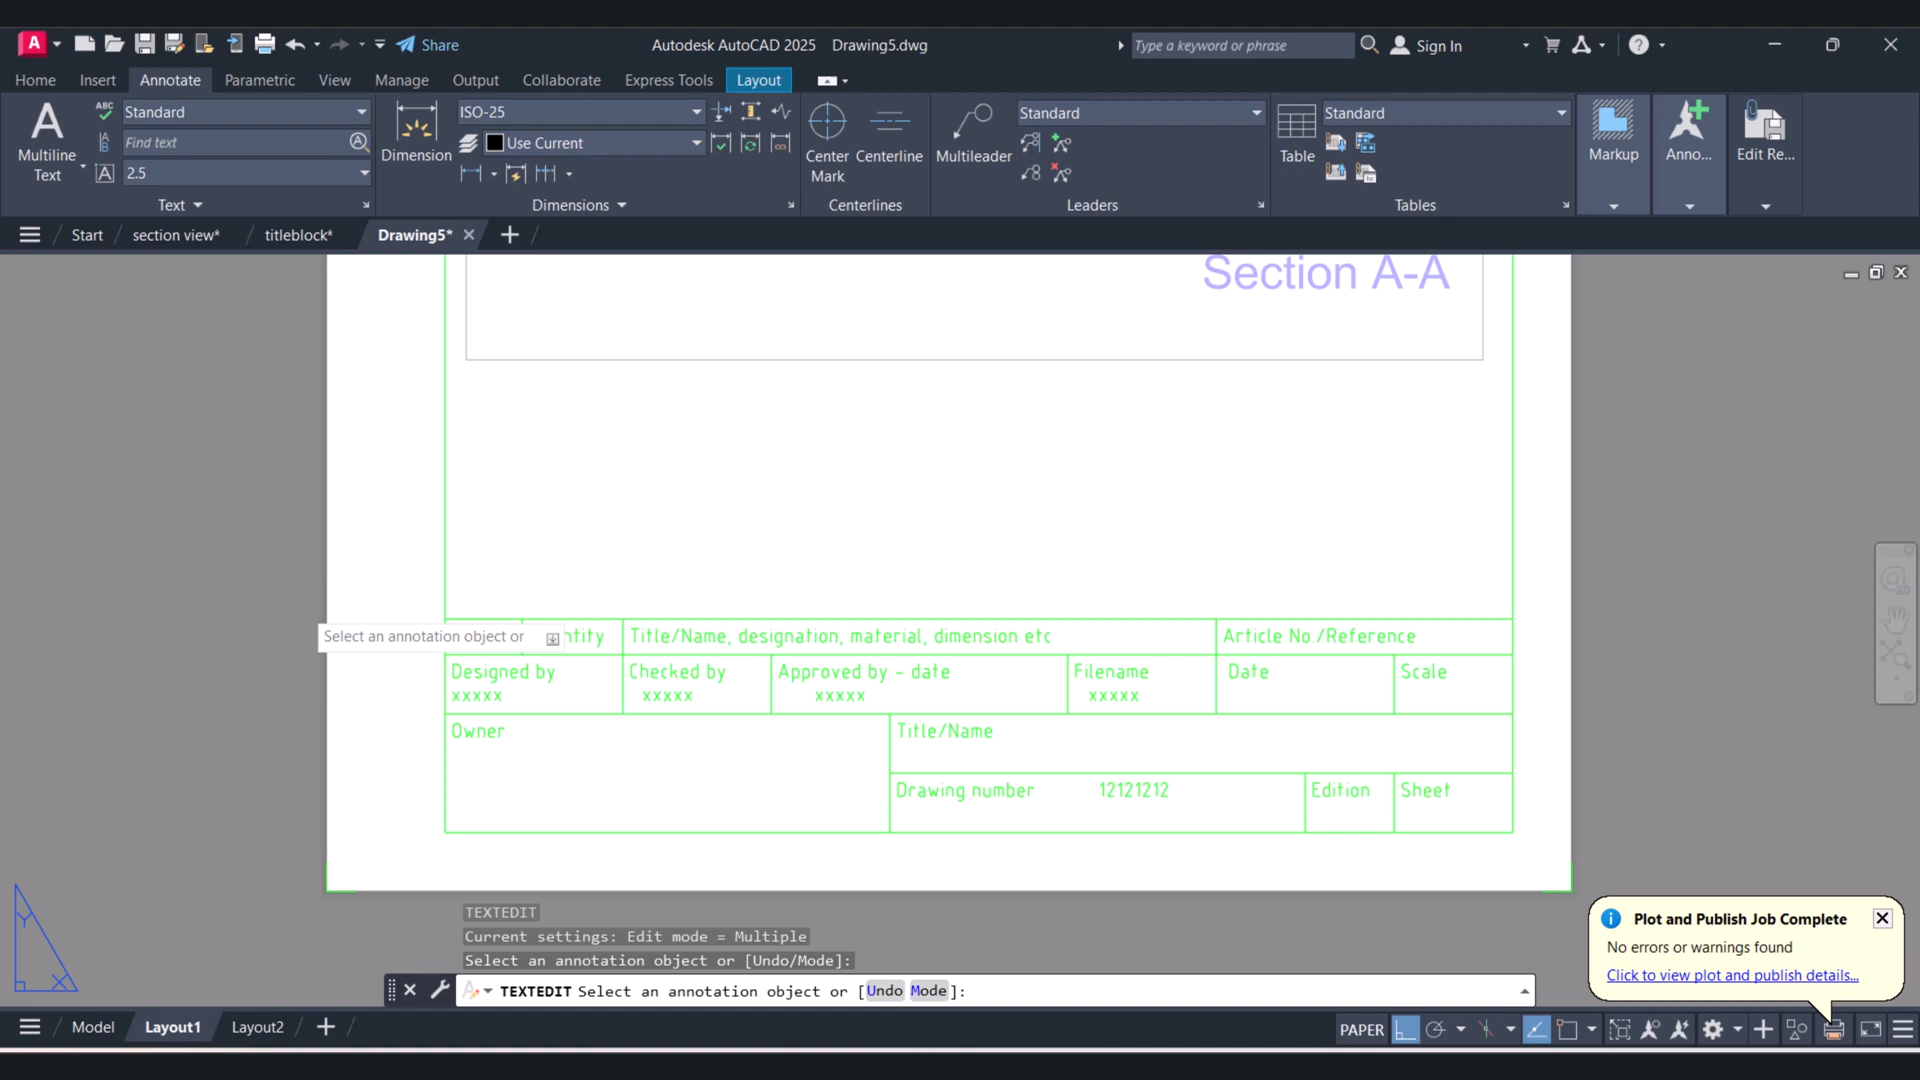 Share
Autodesk AutoCAD 2025 Drawing5.dwg
Type a keyword or phrase
Sign In
Home Insert Annotate Parametric View Manage Output Collaborate Express Tools Layout
Multiline Text
Standard
Find text
2.5
Text
Dimension
ISO-25
Use Current
Dimensions
Center Mark
Centerline
Centerlines
Multileader
Standard
Leaders
Table
Standard
Tables
Markup
Anno...
Edit Re...
Start section view* titleblock* Drawing5*
Section A-A
Select an annotation object or
Title/Name, designation, material, dimension etc
Article No./Reference
Designed by
xxxxx
Checked by
xxxxx
Approved by - date
xxxxx
Filename
xxxxx
Date
Scale
Owner
Title/Name
Drawing number 12121212
Edition
Sheet
Y
X
TEXTEDIT
Current settings: Edit mode = Multiple
Select an annotation object or [Undo/Mode]:
TEXTEDIT Select an annotation object or [Undo Mode]:
Plot and Publish Job Complete
No errors or warnings found
Click to view plot and publish details...
Model Layout1 Layout2
PAPER